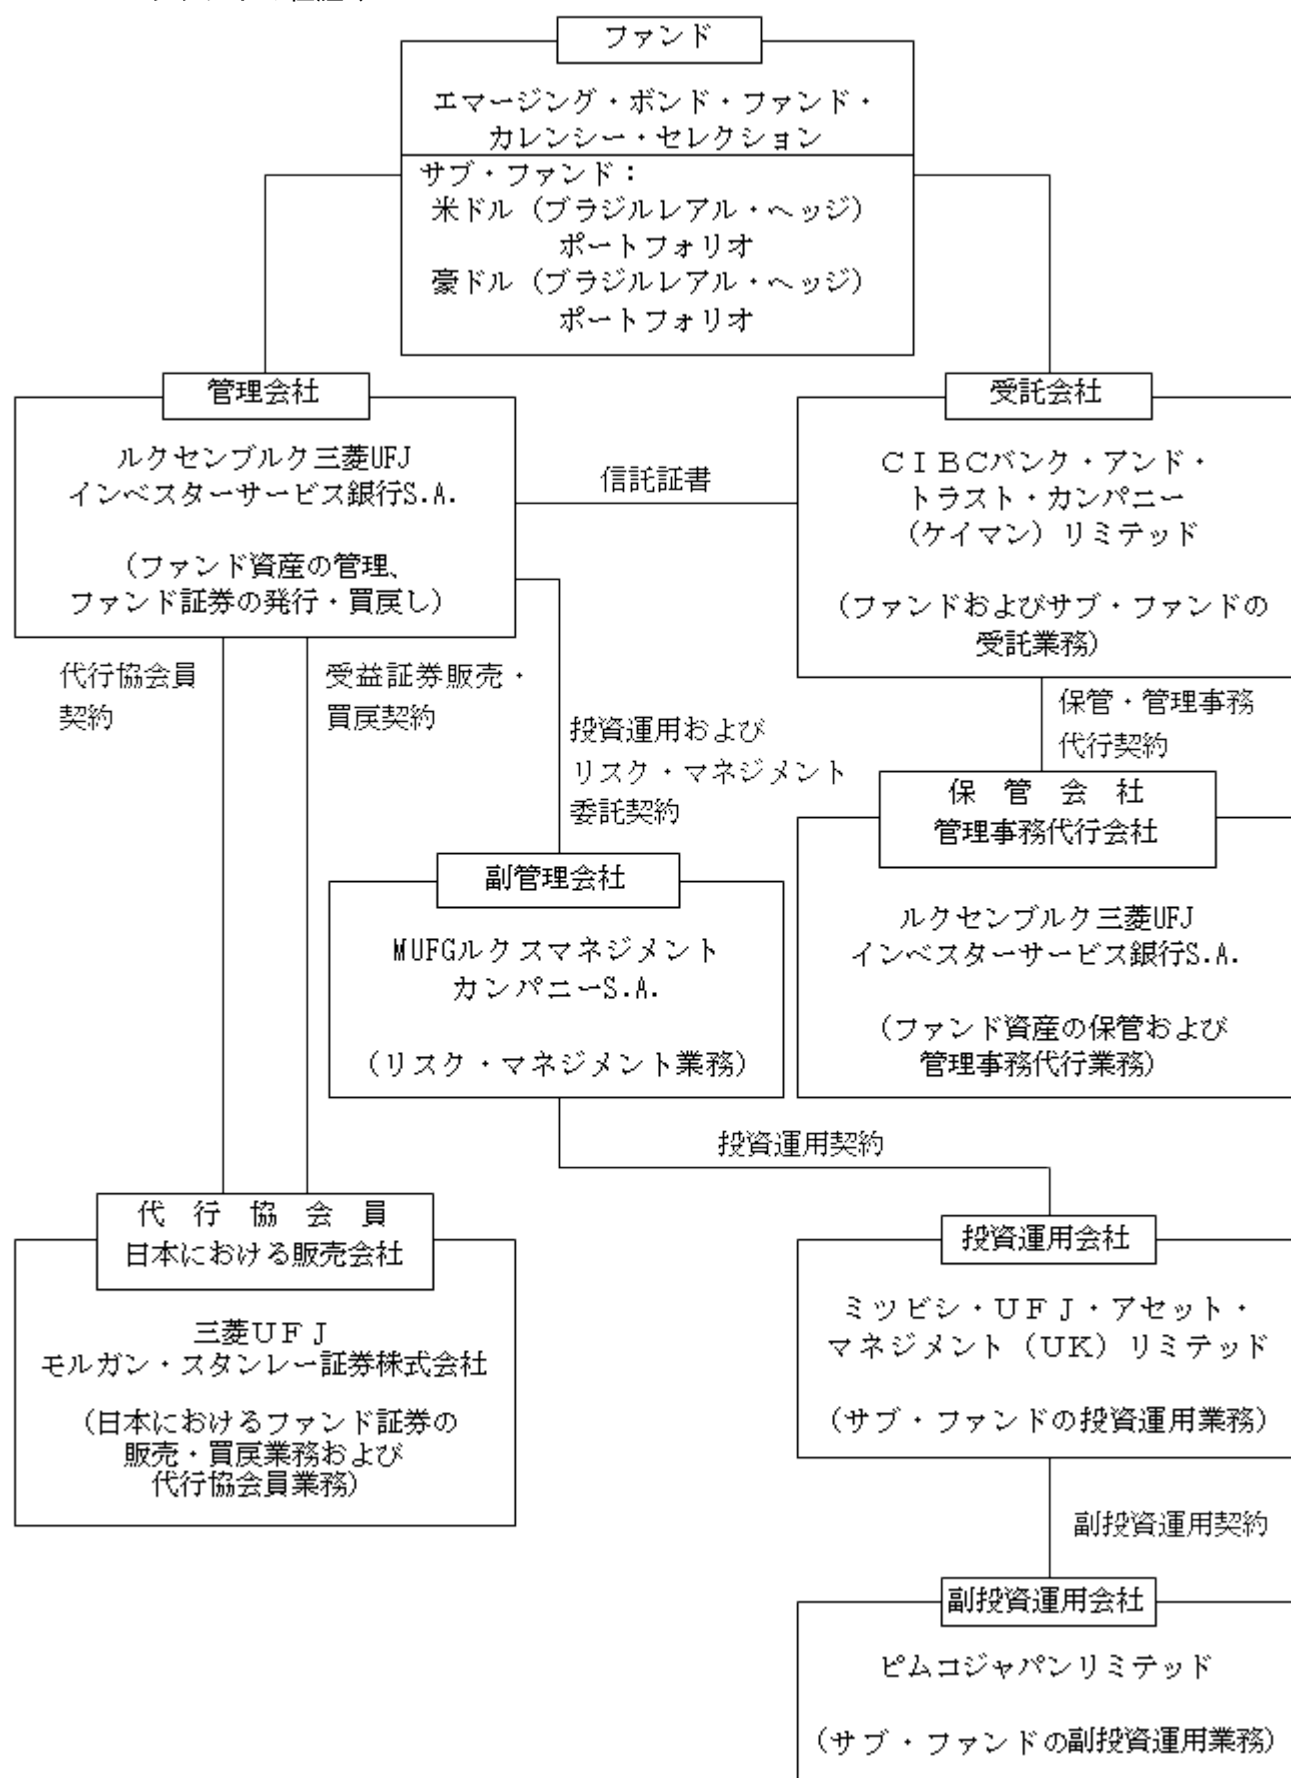 ファンド
エマージング・ボンド・ファンド・
カレンシー・セレクション
サブ・ファンド：
米ドル（ブラジルレアル・ヘッジ）
ポートフォリオ
豪ドル（ブラジルレアル・ヘッジ）
ポートフォリオ
管理会社
ルクセンブルク三菱UFJ
インベスターサービス銀行S.A.
（ファンド資産の管理、
ファンド証券の発行・買戻し）
信託証書
受託会社
ＣＩＢＣバンク・アンド・
トラスト・カンパニー
（ケイマン）リミテッド
（ファンドおよびサブ・ファンドの
受託業務）
代行協会員
契約
受益証券販売・
買戻契約
投資運用および
リスク・マネジメント
委託契約
保管・管理事務
代行契約
副管理会社
MUFGルクスマネジメント
カンパニーS.A.
（リスク・マネジメント業務）
保管会社
管理事務代行会社
ルクセンブルク三菱UFJ
インベスターサービス銀行S.A.
（ファンド資産の保管および
管理事務代行業務）
投資運用契約
代行協会員
日本における販売会社
三菱ＵＦＪ
モルガン・スタンレー証券株式会社
（日本におけるファンド証券の
販売・買戻業務および
代行協会員業務）
投資運用会社
ミツビシ・ＵＦＪ・アセット・
マネジメント（ＵＫ）リミテッド
（サブ・ファンドの投資運用業務）
副投資運用契約
副投資運用会社
ピムコジャパンリミテッド
（サブ・ファンドの副投資運用業務）